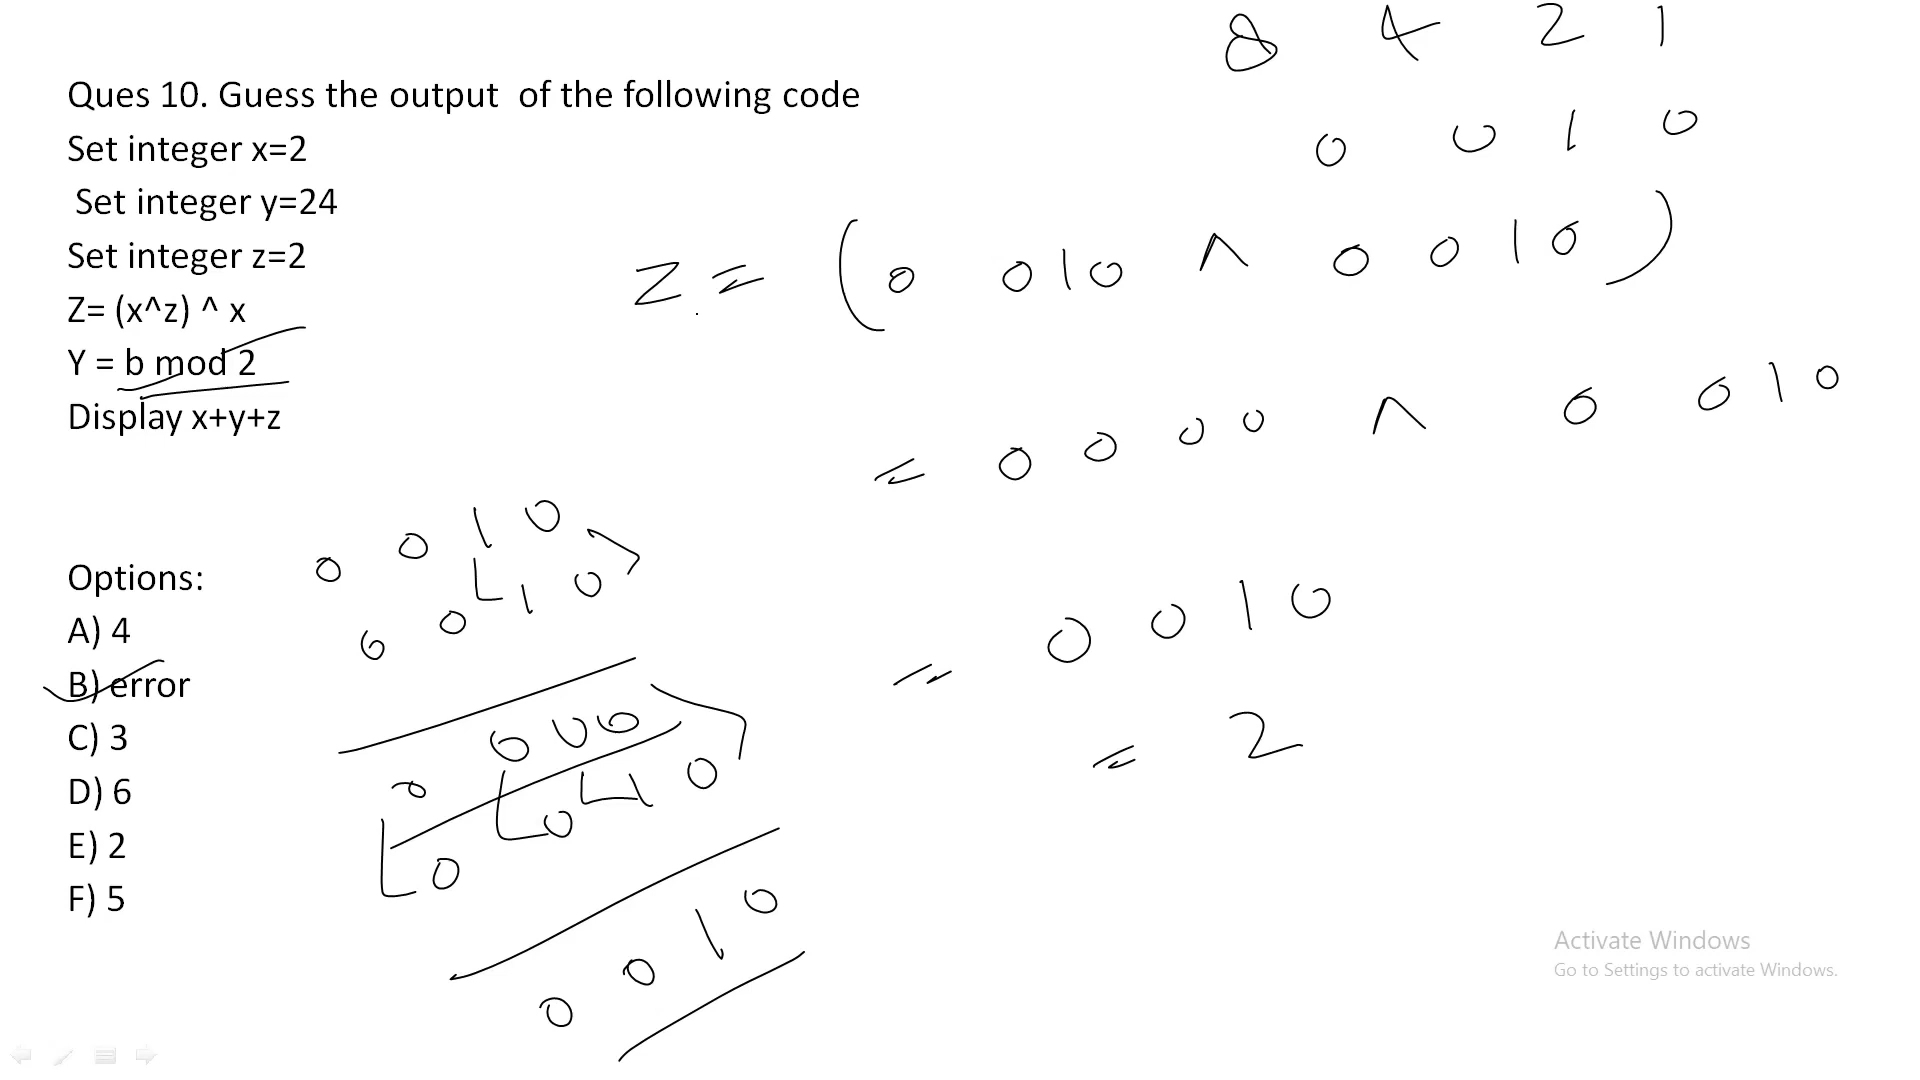 8 4 2 1
Ques 10. Guess the output of the following code
0 0 1 0
Set integer x=2
Set integer y=24
Set integer z=2
z = (0 0 1 0 ^ 0 0 1 0)
Z= (x^z) ^ x
Y = b mod 2
Display x+y+z
= 0 0 0 0 ^ 0 0 1 0
0 0 1 0
0 0 1 0
Options:
A) 4
= 0 0 1 0
B) error
0 0 0 0
C) 3
= 2
0 0 1 0
D) 6
E) 2
F) 5
0 0 1 0
Activate Windows
Go to Settings to activate Windows.